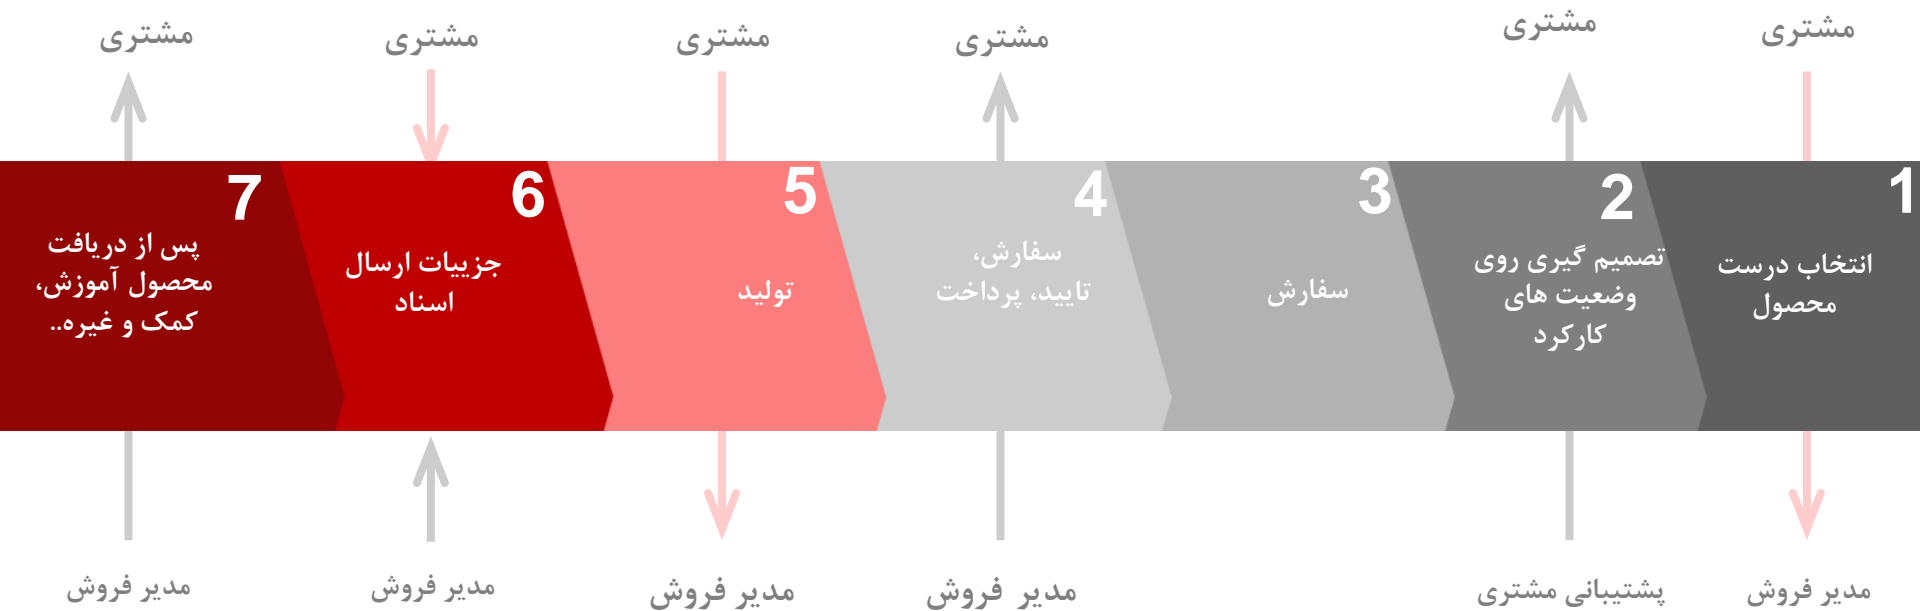 مشتری
مشتری
مشتری
مشتری
مشتری
مشتری
1
انتخاب درست
محصول
2
تصمیم گیری روی
وضعیت های
کارکرد
3
سفارش
4
سفارش،
تایید، پرداخت
5
تولید
6
جزییات ارسال
اسناد
7
پس از دریافت
محصول آموزش،
کمک و غیره..
مدیر فروش
پشتیبانی مشتری
مدیر فروش
مدیر فروش
مدیر فروش
مدیر فروش